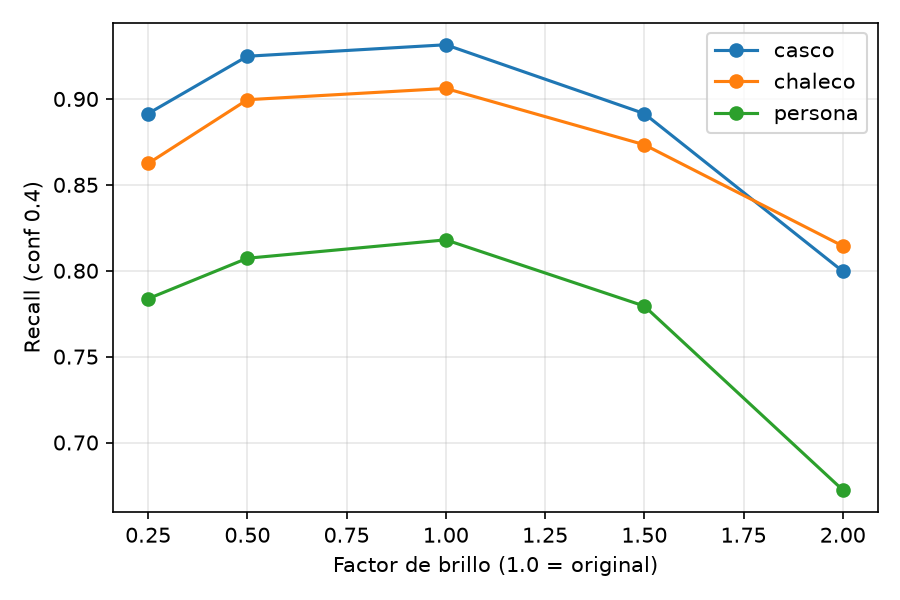 casco
chaleco
persona
0.90
0.85
0.80
0.75
0.70
Recall (conf 0.4)
0.25 0.50 0.75 1.00 1.25 1.50 1.75 2.00
Factor de brillo (1.0 = original)